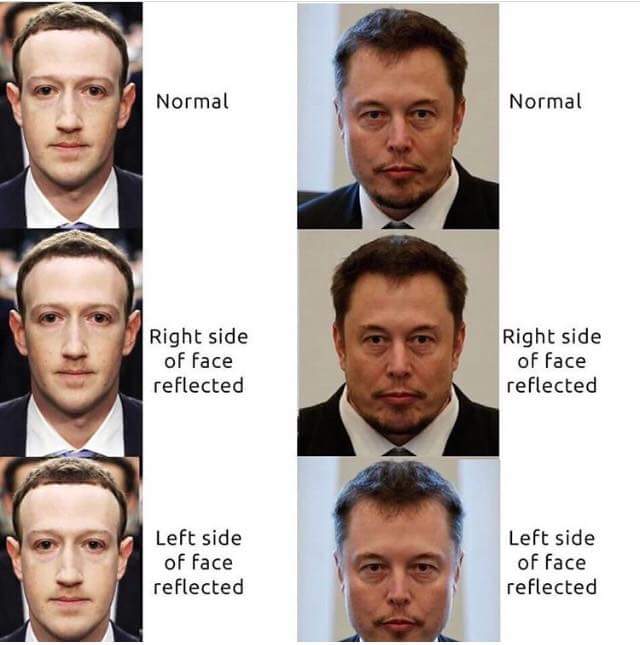 Normal
Normal
Right side
of face
reflected
Right side
of face
reflected
Left side
of face
reflected
Left side
of face
reflected